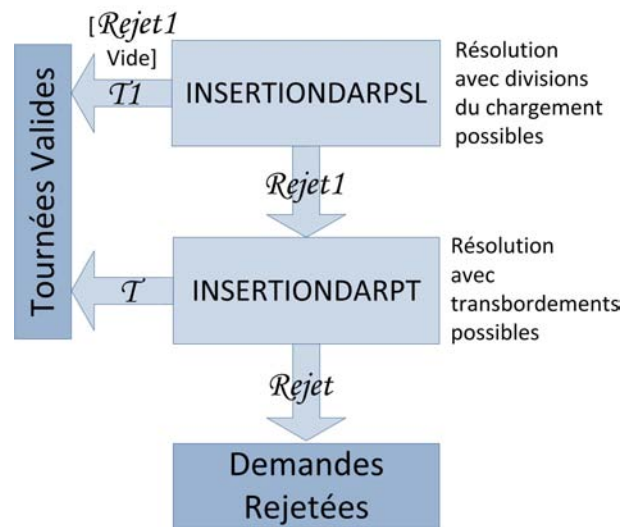 [Rejet1
Vide]
T1
INSERTIONDARPSL
Résolution
avec divisions
du chargement
possibles
Rejet1
Tournées Valides
T
INSERTIONDARPT
Résolution
avec
transbordements
possibles
Rejet
Demandes
Rejetées